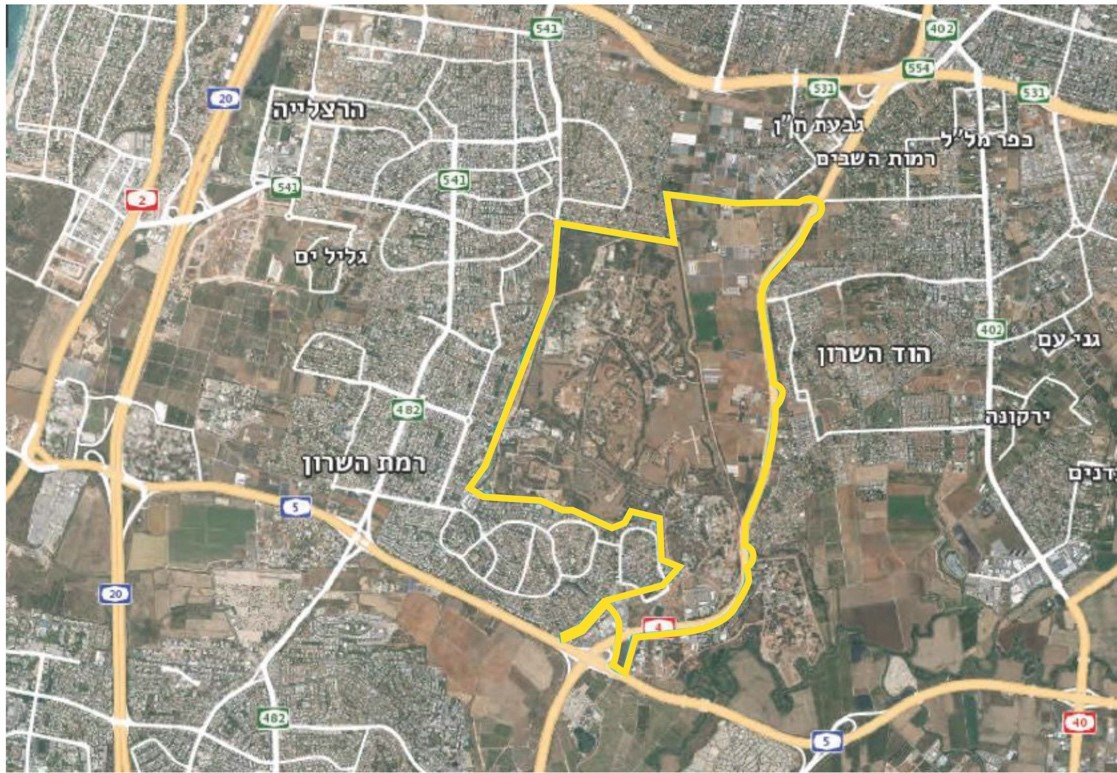 541
402
554
531
531
20
הרצלייה
גבעת ח"ן
כפר מל"ל
רמות השבים
541
541
2
גליל ים
402
גני עם
הוד השרון
482
ירקונה
רמת השרון
5
20
4
482
5
40